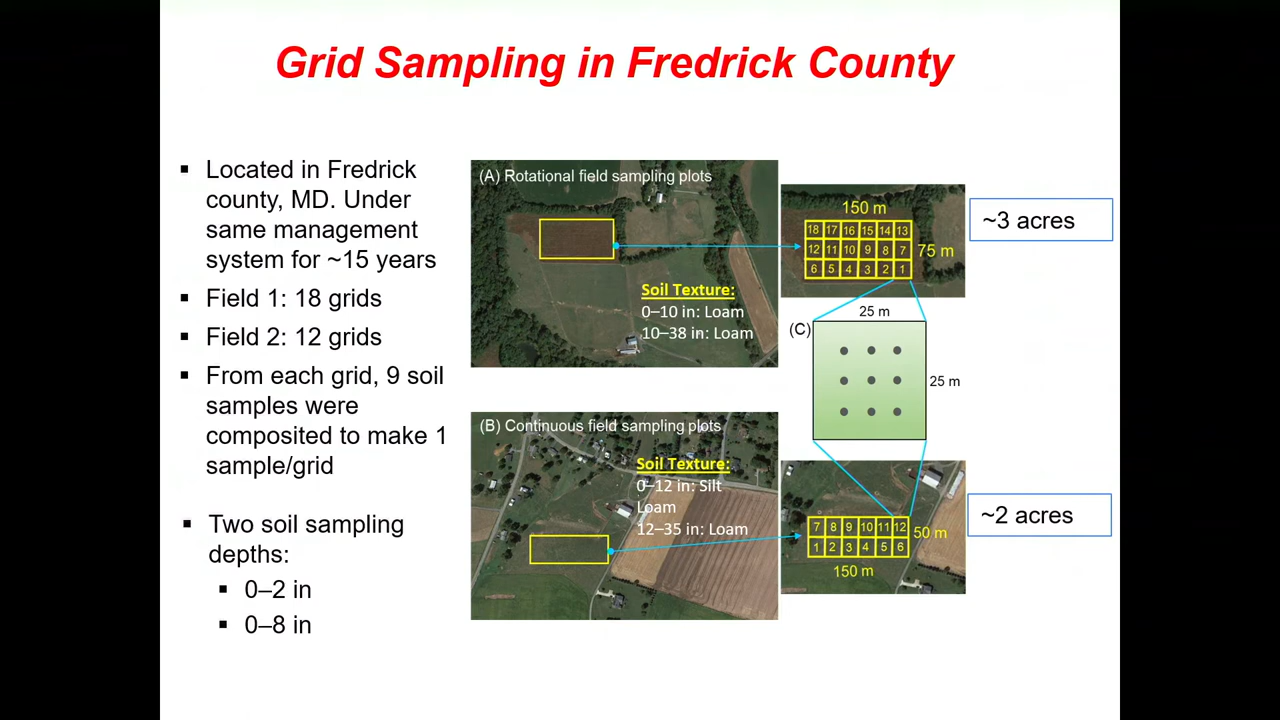 Grid Sampling in Fredrick County
▪ Located in Fredrick
county, MD. Under
same management
system for ~15 years
▪ Field 1: 18 grids
▪ Field 2: 12 grids
▪ From each grid, 9 soil
samples were
composited to make 1
sample/grid
▪ Two soil sampling
depths:
▪ 0–2 in
▪ 0–8 in
(A) Rotational field sampling plots
Soil Texture:
0–10 in: Loam
10–38 in: Loam
150 m
18 17 16 15 14 13
12 11 10 9 8 7
6 5 4 3 2 1
75 m
~3 acres
25 m
(C)
25 m
(B) Continuous field sampling plots
Soil Texture:
0–12 in: Silt
Loam
12–35 in: Loam
7 8 9 10 11 12
1 2 3 4 5 6
50 m
150 m
~2 acres